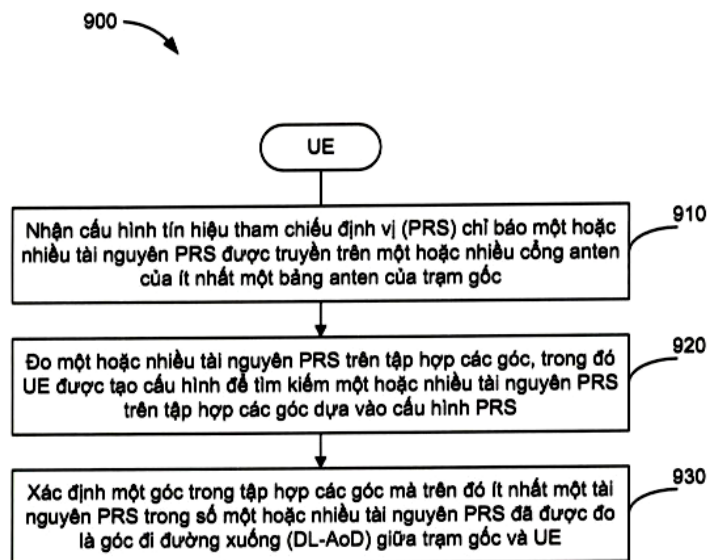 900
UE
Nhận cấu hình tín hiệu tham chiếu định vị (PRS) chỉ báo một hoặc
nhiều tài nguyên PRS được truyền trên một hoặc nhiều cổng anten
của ít nhất một bảng anten của trạm gốc
910
Đo một hoặc nhiều tài nguyên PRS trên tập hợp các góc, trong đó
UE được tạo cấu hình để tìm kiếm một hoặc nhiều tài nguyên PRS
trên tập hợp các góc dựa vào cấu hình PRS
920
Xác định một góc trong tập hợp các góc mà trên đó ít nhất một tài
nguyên PRS trong số một hoặc nhiều tài nguyên PRS đã được đo
là góc đi đường xuống (DL-AoD) giữa trạm gốc và UE
930